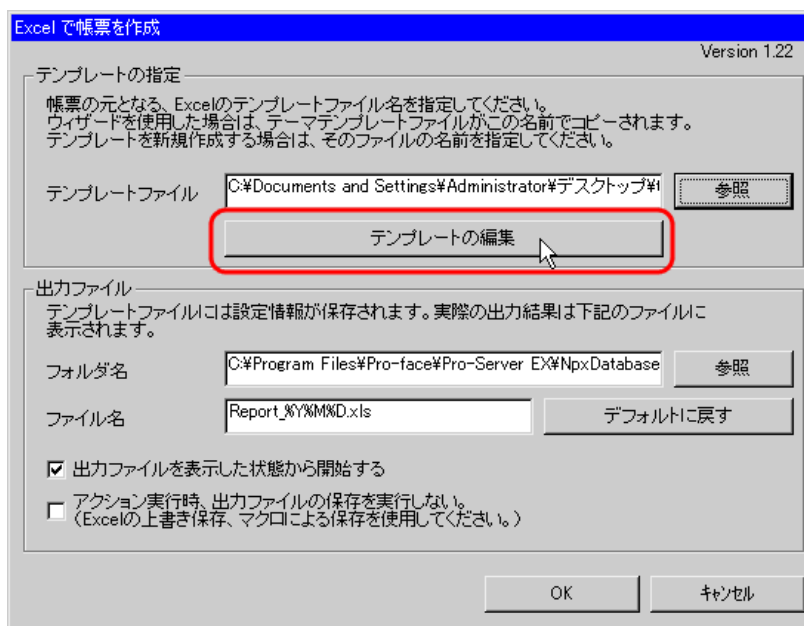 Excel で帳票を作成
Version 1.22
テンプレートの指定
帳票の元となる、Excelのテンプレートファイル名を指定してください。
ウィザードを使用した場合は、テーマテンプレートファイルがこの名前でコピーされます。
テンプレートを新規作成する場合は、そのファイルの名前を指定してください。
テンプレートファイル
C:¥Documents and Settings¥Administrator¥デスクトップ¥t
参照
テンプレートの編集
出力ファイル
テンプレートファイルには設定情報が保存されます。実際の出力結果は下記のファイルに
表示されます。
フォルダ名
C:¥Program Files¥Pro-face¥Pro-Server EX¥NpxDatabase
参照
ファイル名
Report_%Y%M%D.xls
デフォルトに戻す
出力ファイルを表示した状態から開始する
アクション実行時、出力ファイルの保存を実行しない。
(Excelの上書き保存、マクロによる保存を使用してください。)
OK
キャンセル